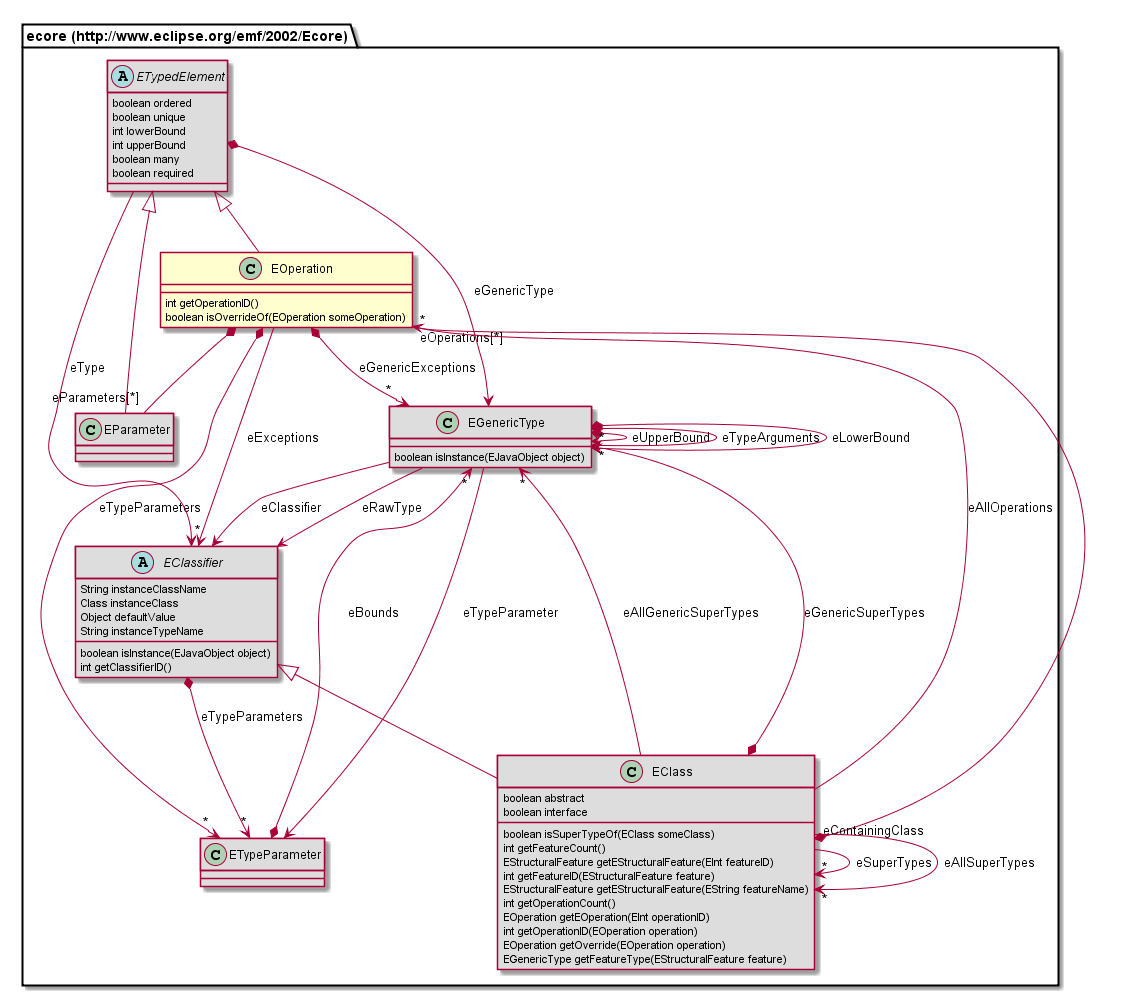 ecore (http://www.eclipse.org/emf/2002/Ecore)
A ETypedElement
boolean ordered
boolean unique
int lowerBound
int upperBound
boolean many
boolean required
C EOperation
int getOperationID()
boolean isOverrideOf(EOperation someOperation)
eGenericType
*
eOperations[*]
eType
eGenericExceptions
*
eParameters[*]
C EParameter
eExceptions
C EGenericType
boolean isInstance(EJavaObject object)
eUpperBound
eTypeArguments
eLowerBound
*
*
*
*
eTypeParameters
eClassifier
eRawType
eAllOperations
*
A EClassifier
String instanceClassName
Class instanceClass
Object defaultValue
String instanceTypeName
boolean isInstance(EJavaObject object)
int getClassifierID()
eBounds
eTypeParameter
eAllGenericSuperTypes
eGenericSuperTypes
eTypeParameters
*
*
C ETypeParameter
C EClass
boolean abstract
boolean interface
boolean isSuperTypeOf(EClass someClass)
int getFeatureCount()
EStructuralFeature getEStructuralFeature(EInt featureID)
int getFeatureID(EStructuralFeature feature)
EStructuralFeature getEStructuralFeature(EString featureName)
int getOperationCount()
EOperation getEOperation(EInt operationID)
int getOperationID(EOperation operation)
EOperation getOverride(EOperation operation)
EGenericType getFeatureType(EStructuralFeature feature)
eContainingClass
*
eSuperTypes
eAllSuperTypes
*